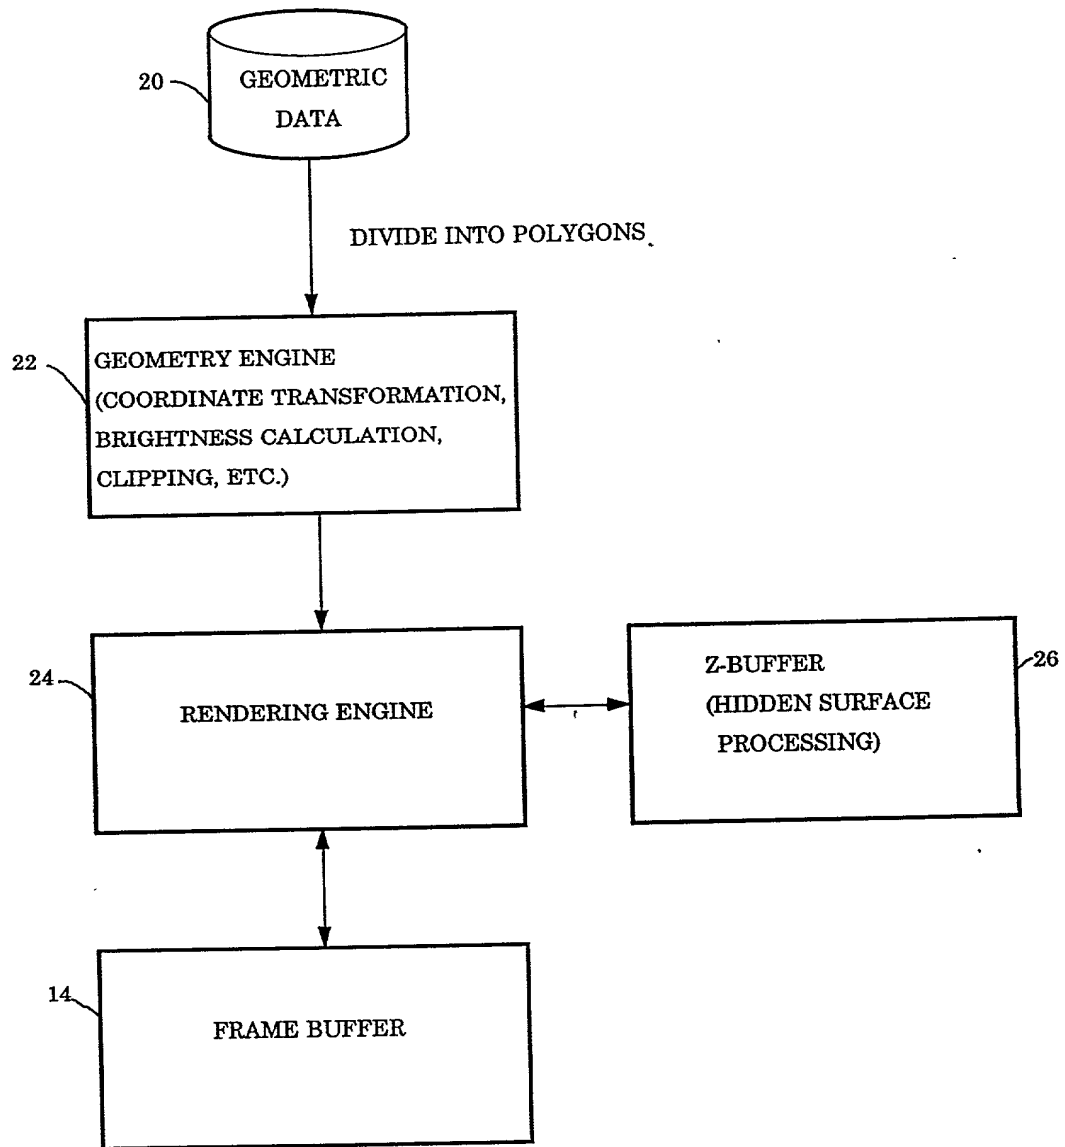 20
GEOMETRIC
DATA
DIVIDE INTO POLYGONS
22
GEOMETRY ENGINE
(COORDINATE TRANSFORMATION,
BRIGHTNESS CALCULATION,
CLIPPING, ETC.)
24
RENDERING ENGINE
Z-BUFFER
(HIDDEN SURFACE
PROCESSING)
26
14
FRAME BUFFER